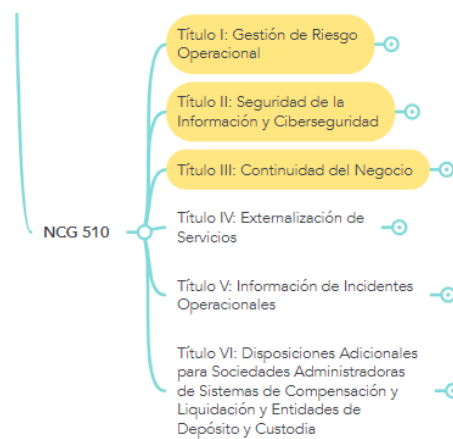 Título I: Gestión de Riesgo
Operacional
Título II: Seguridad de la
Información y Ciberseguridad
Título III: Continuidad del Negocio
NCG 510
Título IV: Externalización de
Servicios
Título V: Información de Incidentes
Operacionales
Título VI: Disposiciones Adicionales
para Sociedades Administradoras
de Sistemas de Compensación y
Liquidación y Entidades de
Depósito y Custodia